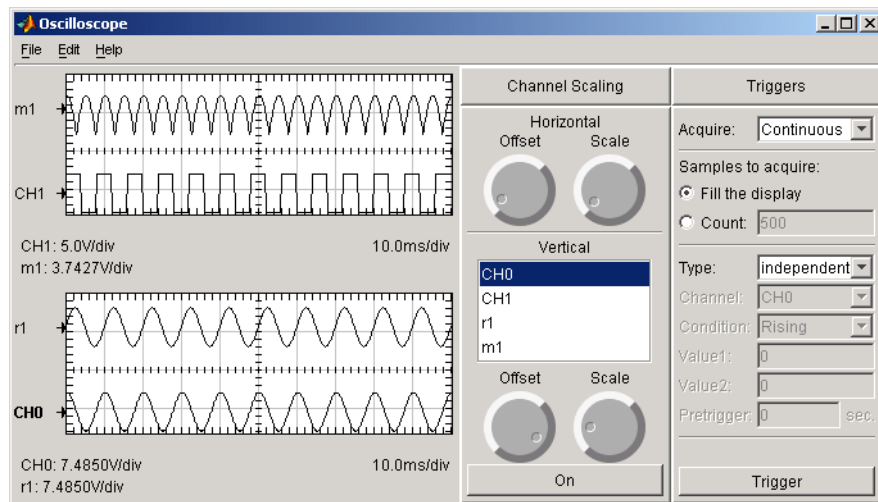 Oscilloscope
File Edit Help
m1
CH1
CH1: 5.0V/div 10.0ms/div
m1: 3.7427V/div
r1
CH0
CH0: 7.4850V/div 10.0ms/div
r1: 7.4850V/div
Channel Scaling
Horizontal
Offset Scale
Vertical
CH0
CH1
r1
m1
Offset Scale
On
Triggers
Acquire: Continuous
Samples to acquire:
Fill the display
Count: 500
Type: independent
Channel: CH0
Condition: Rising
Value1: 0
Value2: 0
Pretrigger: 0 sec.
Trigger